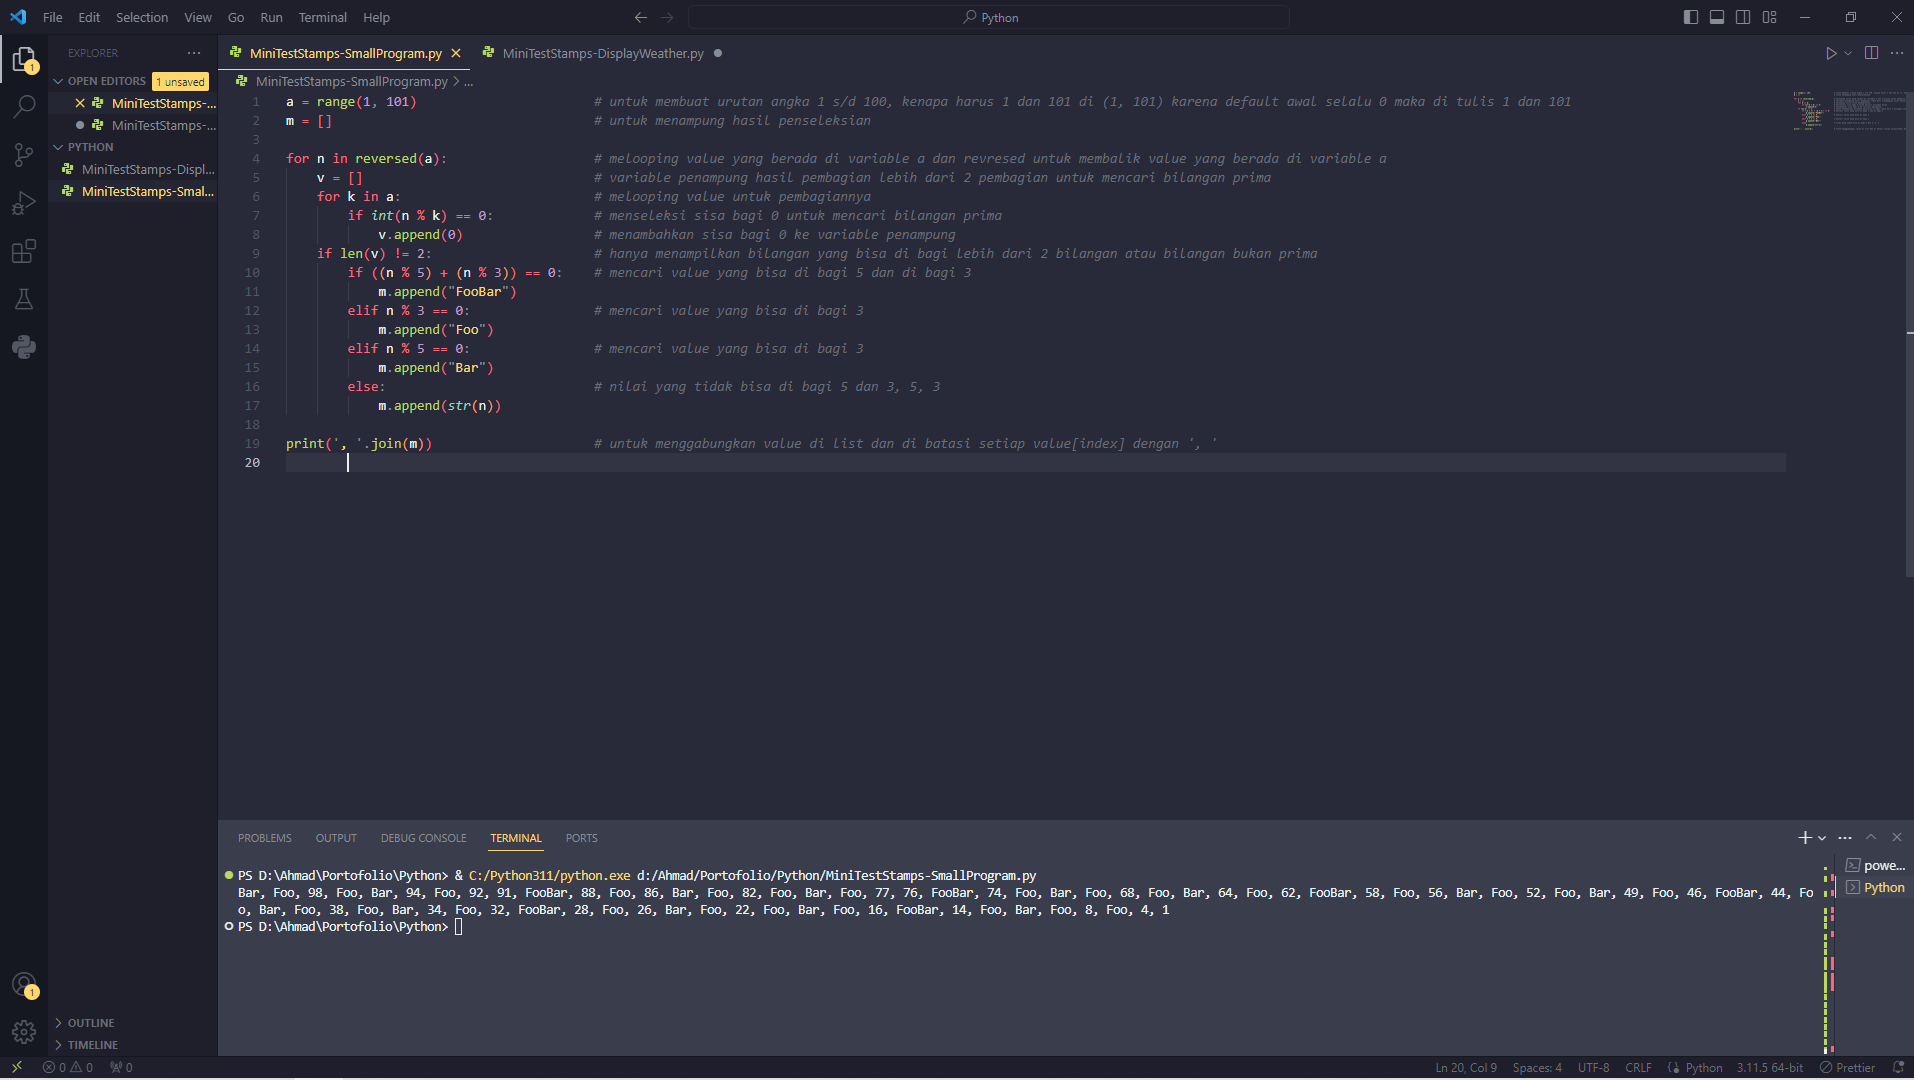 File Edit Selection View Go Run Terminal Help Python
EXPLORER
OPEN EDITORS 1 unsaved
MiniTestStamps-...
MiniTestStamps-...
PYTHON
MiniTestStamps-Displ...
MiniTestStamps-Smal...
OUTLINE
TIMELINE
1
1
MiniTestStamps-SmallProgram.py MiniTestStamps-DisplayWeather.py
MiniTestStamps-SmallProgram.py > ...
1 a = range(1, 101) # untuk membuat urutan angka 1 s/d 100, kenapa harus 1 dan 101 di (1, 101) karena default awal selalu 0 maka di tulis 1 dan 101
2 m = [] # untuk menampung hasil penseleksian
3
4 for n in reversed(a): # melooping value yang berada di variable a dan revresed untuk membalik value yang berada di variable a
5 v = [] # variable penampung hasil pembagian lebih dari 2 pembagian untuk mencari bilangan prima
6 for k in a: # melooping value untuk pembagiannya
7 if int(n % k) == 0: # menseleksi sisa bagi 0 untuk mencari bilangan prima
8 v.append(0) # menambahkan sisa bagi 0 ke variable penampung
9 if len(v) != 2: # hanya menampilkan bilangan yang bisa di bagi lebih dari 2 bilangan atau bilangan bukan prima
10 if ((n % 5) + (n % 3)) == 0: # mencari value yang bisa di bagi 5 dan di bagi 3
11 m.append("FooBar")
12 elif n % 3 == 0: # mencari value yang bisa di bagi 3
13 m.append("Foo")
14 elif n % 5 == 0: # mencari value yang bisa di bagi 3
15 m.append("Bar")
16 else: # nilai yang tidak bisa di bagi 5 dan 3, 5, 3
17 m.append(str(n))
18
19 print(', '.join(m)) # untuk menggabungkan value di list dan di batasi setiap value[index] dengan ', '
20
PROBLEMS OUTPUT DEBUG CONSOLE TERMINAL PORTS
PS D:\Ahmad\Portofolio\Python> & C:/Python311/python.exe d:/Ahmad/Portofolio/Python/MiniTestStamps-SmallProgram.py
Bar, Foo, 98, Foo, Bar, 94, Foo, 92, 91, FooBar, 88, Foo, 86, Bar, Foo, 82, Foo, Bar, Foo, 77, 76, FooBar, 74, Foo, Bar, Foo, 68, Foo, Bar, 64, Foo, 62, FooBar, 58, Foo, 56, Bar, Foo, 52, Foo, Bar, 49, Foo, 46, FooBar, 44, Fo
o, Bar, Foo, 38, Foo, Bar, 34, Foo, 32, FooBar, 28, Foo, 26, Bar, Foo, 22, Foo, Bar, Foo, 16, FooBar, 14, Foo, Bar, Foo, 8, Foo, 4, 1
PS D:\Ahmad\Portofolio\Python>
powe...
Python
0 0 0 Ln 20, Col 9 Spaces: 4 UTF-8 CRLF Python 3.11.5 64-bit Prettier